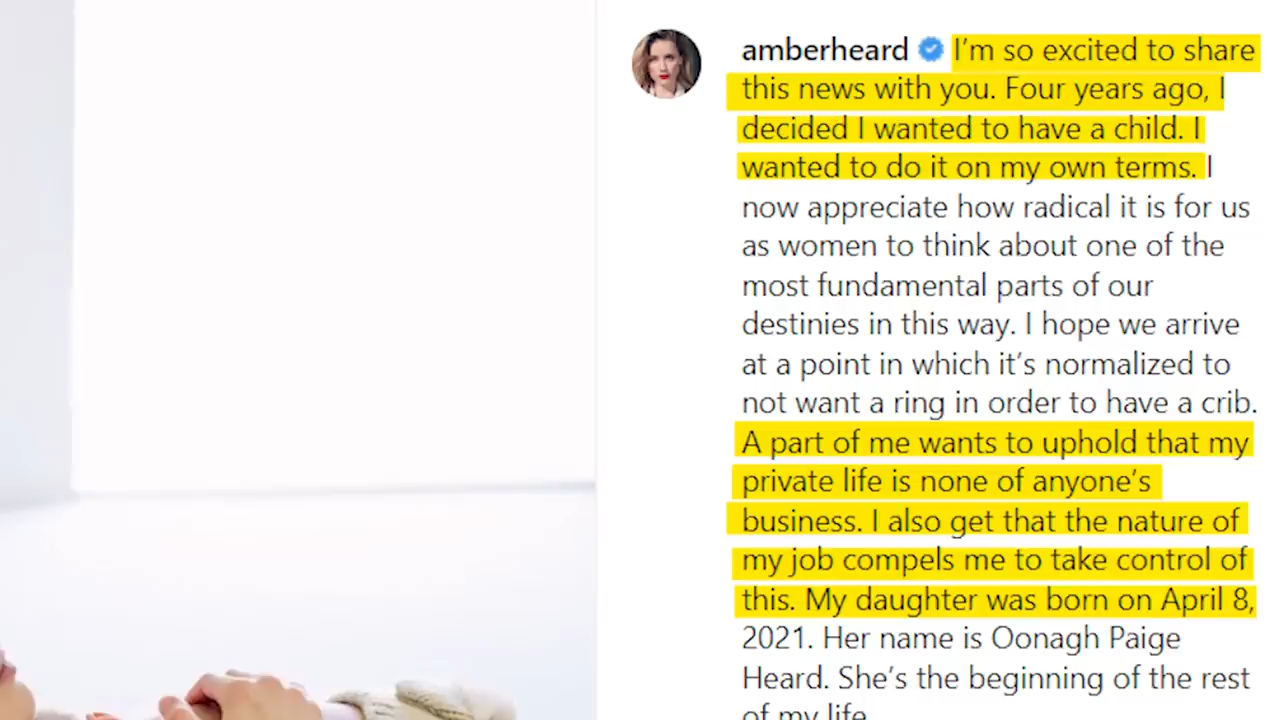 amberheard I'm so excited to share
this news with you. Four years ago, I
decided I wanted to have a child. I
wanted to do it on my own terms. I
now appreciate how radical it is for us
as women to think about one of the
most fundamental parts of our
destinies in this way. I hope we arrive
at a point in which it's normalized to
not want a ring in order to have a crib.
A part of me wants to uphold that my
private life is none of anyone's
business. I also get that the nature of
my job compels me to take control of
this. My daughter was born on April 8,
2021. Her name is Oonagh Paige
Heard. She's the beginning of the rest
of my life